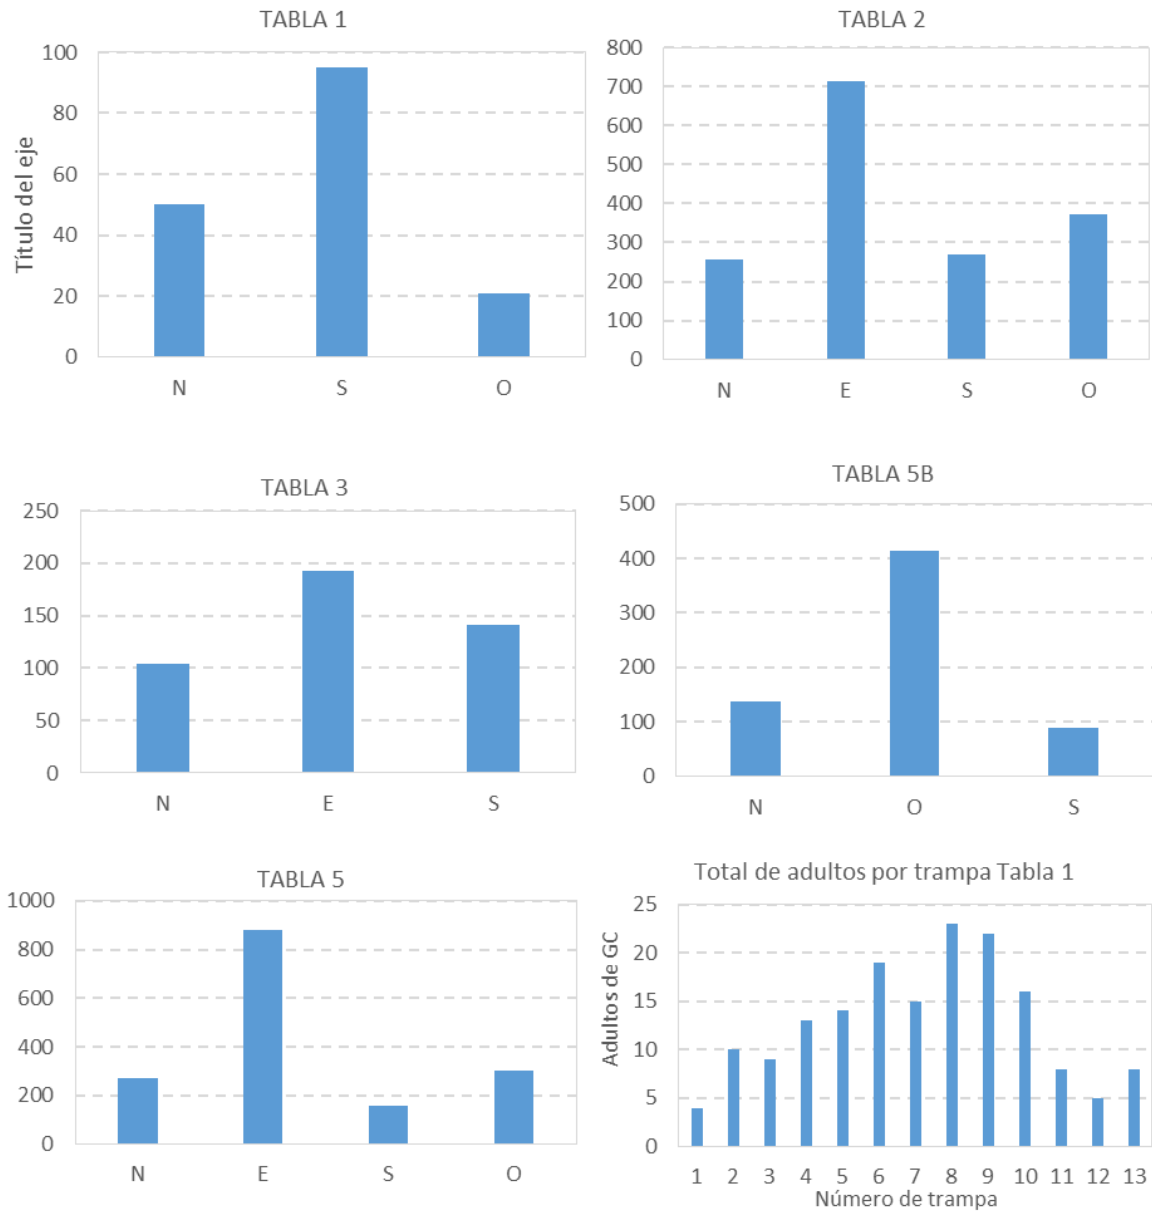 TABLA 1
Título del eje
100
80
60
40
20
0
N S O
TABLA 2
800
700
600
500
400
300
200
100
0
N E S O
TABLA 3
250
200
150
100
50
0
N E S
TABLA 5B
500
400
300
200
100
0
N O S
TABLA 5
1000
800
600
400
200
0
N E S O
Total de adultos por trampa Tabla 1
Adultos de GC
25
20
15
10
5
0
1 2 3 4 5 6 7 8 9 10 11 12 13
Número de trampa